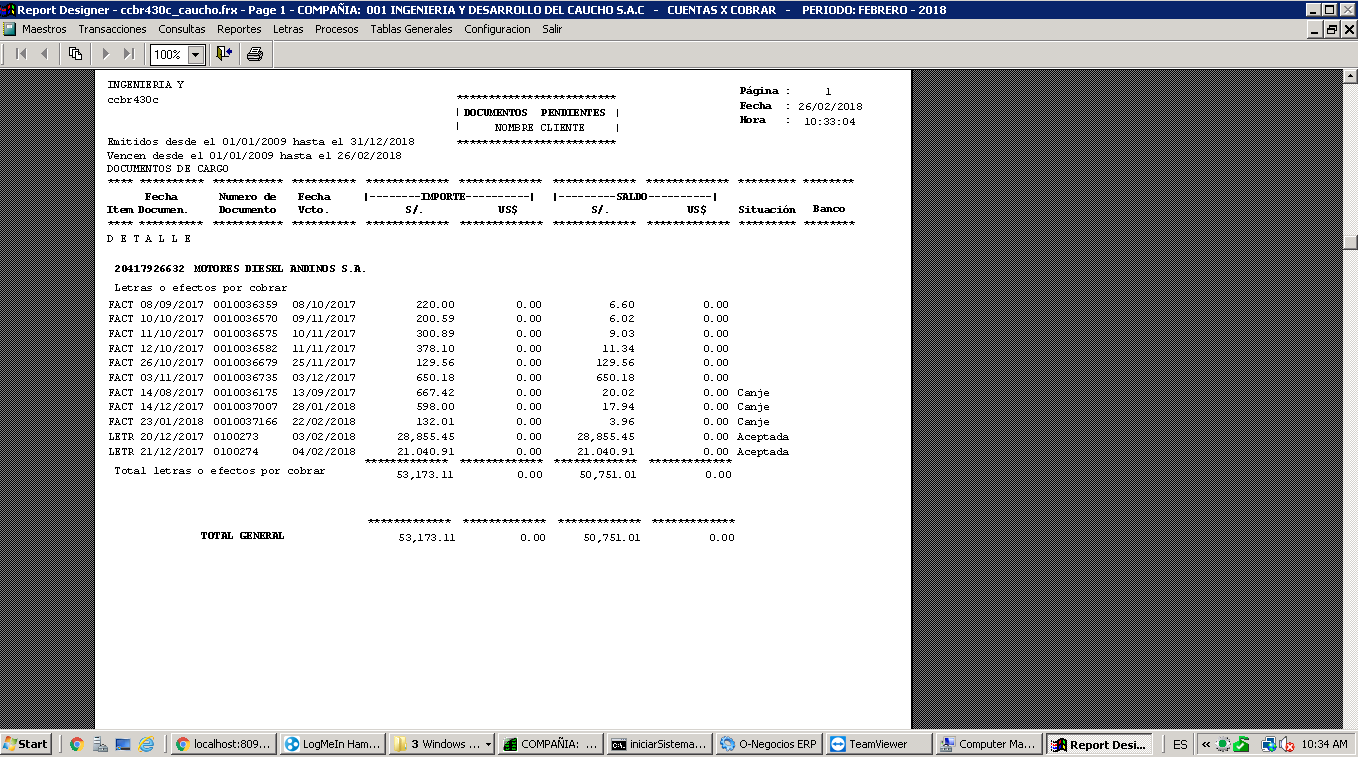 Report Designer - ccbr430c_caucho.frx - Page 1 - COMPAÑIA: 001 INGENIERIA Y DESARROLLO DEL CAUCHO S.A.C - CUENTAS X COBRAR - PERIODO: FEBRERO - 2018
Maestros Transacciones Consultas Reportes Letras Procesos Tablas Generales Configuracion Salir
100%
INGENIERIA Y
ccbr430c
*************************
| DOCUMENTOS PENDIENTES |
| NOMBRE CLIENTE |
*************************
Página : 1
Fecha : 26/02/2018
Hora : 10:33:04
Emitidos desde el 01/01/2009 hasta el 31/12/2018
Vencen desde el 01/01/2009 hasta el 26/02/2018
DOCUMENTOS DE CARGO
**** ********** *********** ********** ************* ************* ************* ************* ********* ********
Fecha Numero de Fecha |--------IMPORTE----------| |---------SALDO----------|
Item Documen. Documento Vcto. S/. US$ S/. US$ Situación Banco
**** ********** *********** ********** ************* ************* ************* ************* ********* ********
D E T A L L E
20417926632 MOTORES DIESEL ANDINOS S.A.
Letras o efectos por cobrar
FACT 08/09/2017 0010036359 08/10/2017 220.00 0.00 6.60 0.00
FACT 10/10/2017 0010036570 09/11/2017 200.59 0.00 6.02 0.00
FACT 11/10/2017 0010036575 10/11/2017 300.89 0.00 9.03 0.00
FACT 12/10/2017 0010036582 11/11/2017 378.10 0.00 11.34 0.00
FACT 26/10/2017 0010036679 25/11/2017 129.56 0.00 129.56 0.00
FACT 03/11/2017 0010036735 03/12/2017 650.18 0.00 650.18 0.00
FACT 14/08/2017 0010036175 13/09/2017 667.42 0.00 20.02 0.00 Canje
FACT 14/12/2017 0010037007 28/01/2018 598.00 0.00 17.94 0.00 Canje
FACT 23/01/2018 0010037166 22/02/2018 132.01 0.00 3.96 0.00 Canje
LETR 20/12/2017 0100273 03/02/2018 28,855.45 0.00 28,855.45 0.00 Aceptada
LETR 21/12/2017 0100274 04/02/2018 21,040.91 0.00 21,040.91 0.00 Aceptada
************* ************* ************* *************
Total letras o efectos por cobrar 53,173.11 0.00 50,751.01 0.00
************* ************* ************* *************
TOTAL GENERAL 53,173.11 0.00 50,751.01 0.00
Start localhost:809... LogMeIn Ham... 3 Windows ... COMPAÑIA: ... iniciarSistema... O-Negocios ERP TeamViewer Computer Ma... Report Desi... ES « 10:34 AM